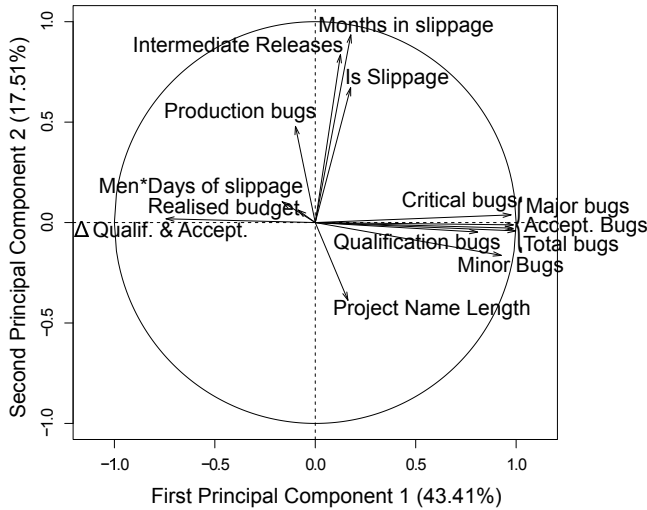 Months in slippage
Intermediate Releases
Is Slippage
Production bugs
Men*Days of slippage
Realised budget
Δ Qualif. & Accept.
Critical bugs
Major bugs
Accept. Bugs
Total bugs
Qualification bugs
Minor Bugs
Project Name Length
Second Principal Component 2 (17.51%)
1.0
0.5
0.0
−0.5
−1.0
−1.0 −0.5 0.0 0.5 1.0
First Principal Component 1 (43.41%)